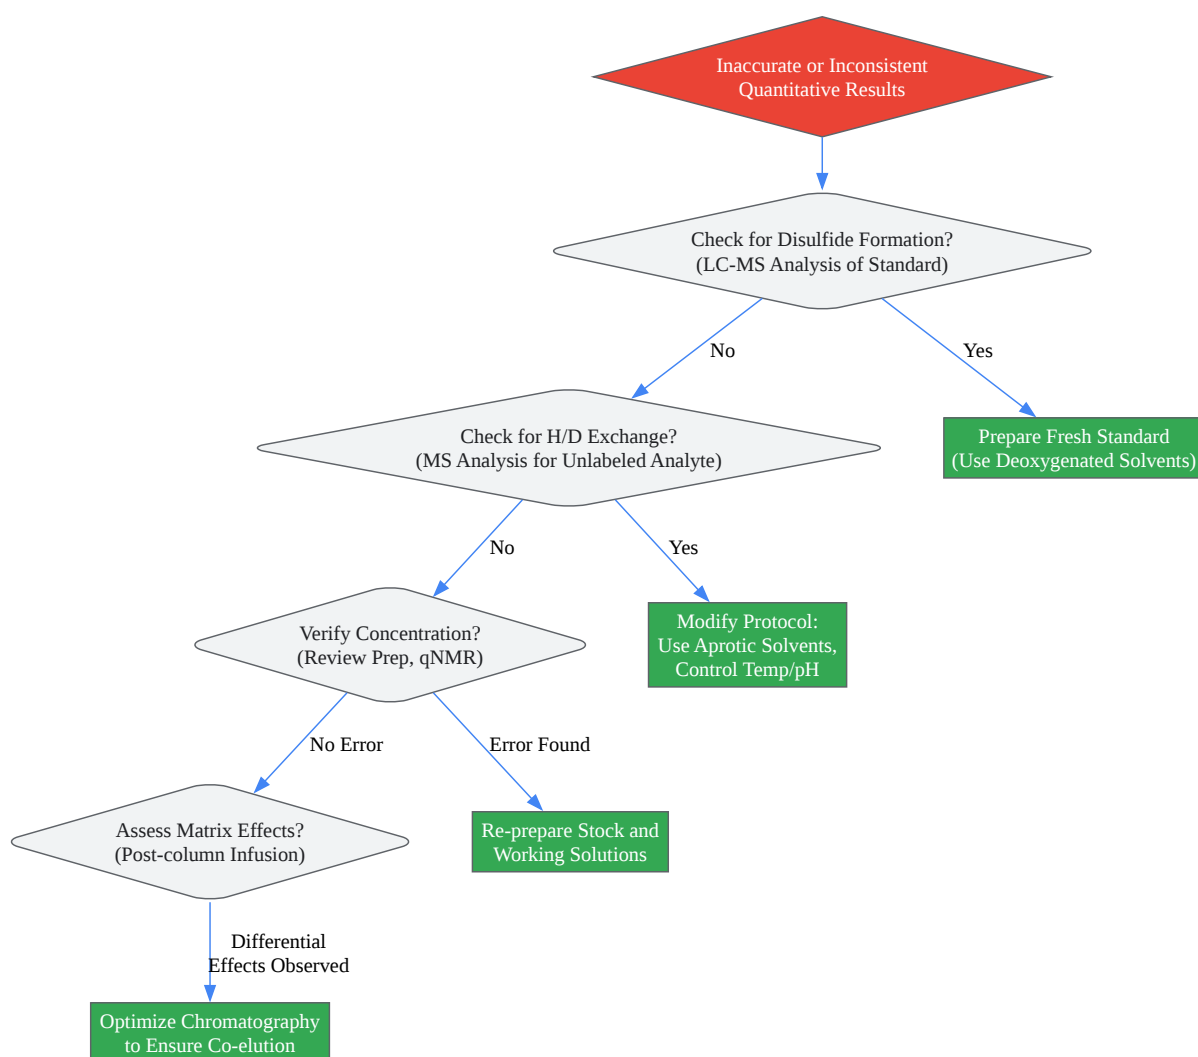 Inaccurate or Inconsistent
Quantitative Results
Check for Disulfide Formation?
(LC-MS Analysis of Standard)
No
Yes
Check for H/D Exchange?
(MS Analysis for Unlabeled Analyte)
Prepare Fresh Standard
(Use Deoxygenated Solvents)
No
Yes
Verify Concentration?
(Review Prep, qNMR)
Modify Protocol:
Use Aprotic Solvents,
Control Temp/pH
No Error
Error Found
Assess Matrix Effects?
(Post-column Infusion)
Re-prepare Stock and
Working Solutions
Differential
Effects Observed
Optimize Chromatography
to Ensure Co-elution